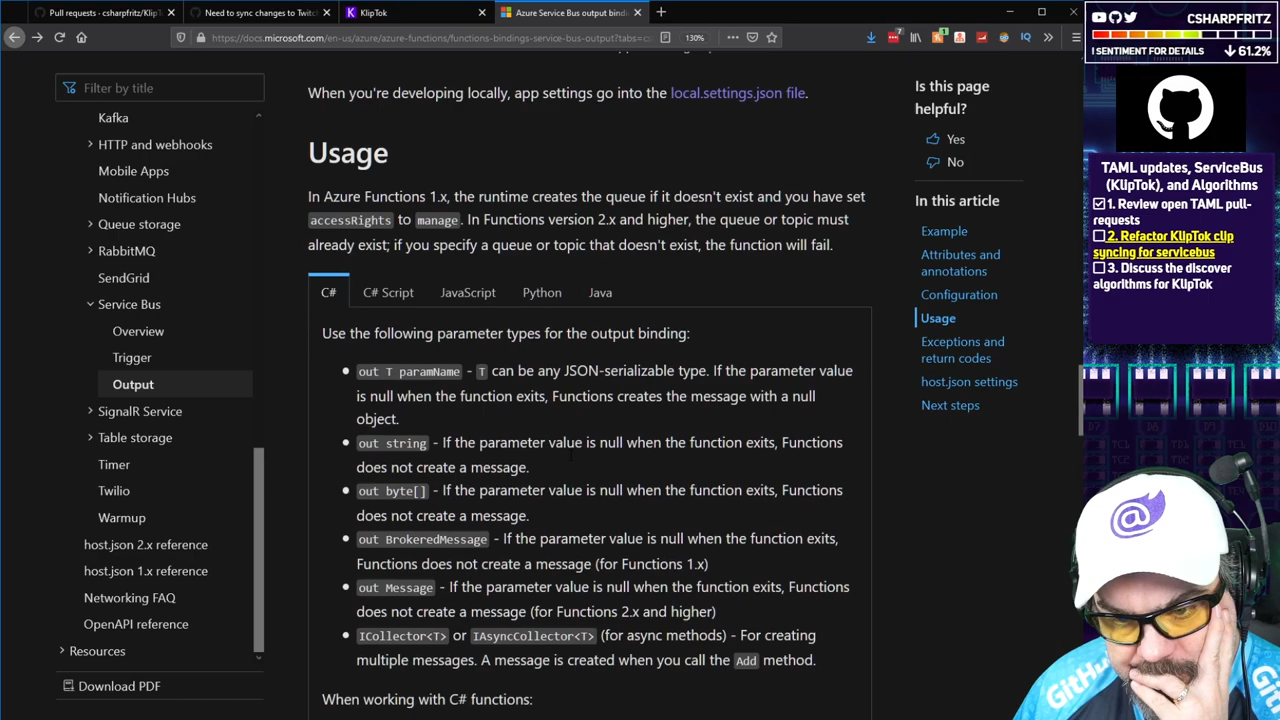 Pull requests · csharpfritz/KlipT
Need to sync changes to Twitch
KlipTok
Azure Service Bus output bindi
https://docs.microsoft.com/en-us/azure/azure-functions/functions-bindings-service-bus-output?tabs=cs
130%
Filter by title
Kafka
HTTP and webhooks
Mobile Apps
Notification Hubs
Queue storage
RabbitMQ
SendGrid
Service Bus
Overview
Trigger
Output
SignalR Service
Table storage
Timer
Twilio
Warmup
host.json 2.x reference
host.json 1.x reference
Networking FAQ
OpenAPI reference
Resources
Download PDF
When you're developing locally, app settings go into the local.settings.json file.
Usage
In Azure Functions 1.x, the runtime creates the queue if it doesn't exist and you have set
accessRights to manage. In Functions version 2.x and higher, the queue or topic must
already exist; if you specify a queue or topic that doesn't exist, the function will fail.
C# C# Script JavaScript Python Java
Use the following parameter types for the output binding:
• out T paramName - T can be any JSON-serializable type. If the parameter value
is null when the function exits, Functions creates the message with a null
object.
• out string - If the parameter value is null when the function exits, Functions
does not create a message.
• out byte[] - If the parameter value is null when the function exits, Functions
does not create a message.
• out BrokeredMessage - If the parameter value is null when the function exits,
Functions does not create a message (for Functions 1.x)
• out Message - If the parameter value is null when the function exits, Functions
does not create a message (for Functions 2.x and higher)
• ICollector<T> or IAsyncCollector<T> (for async methods) - For creating
multiple messages. A message is created when you call the Add method.
When working with C# functions:
Is this page
helpful?
Yes
No
In this article
Example
Attributes and
annotations
Configuration
Usage
Exceptions and
return codes
host.json settings
Next steps
CSHARPFRITZ
I SENTIMENT FOR DETAILS
61.2%
TAML updates, ServiceBus
(KlipTok), and Algorithms
1. Review open TAML pull-
requests
2. Refactor KlipTok clip
syncing for servicebus
3. Discuss the discover
algorithms for KlipTok
@
GitHub